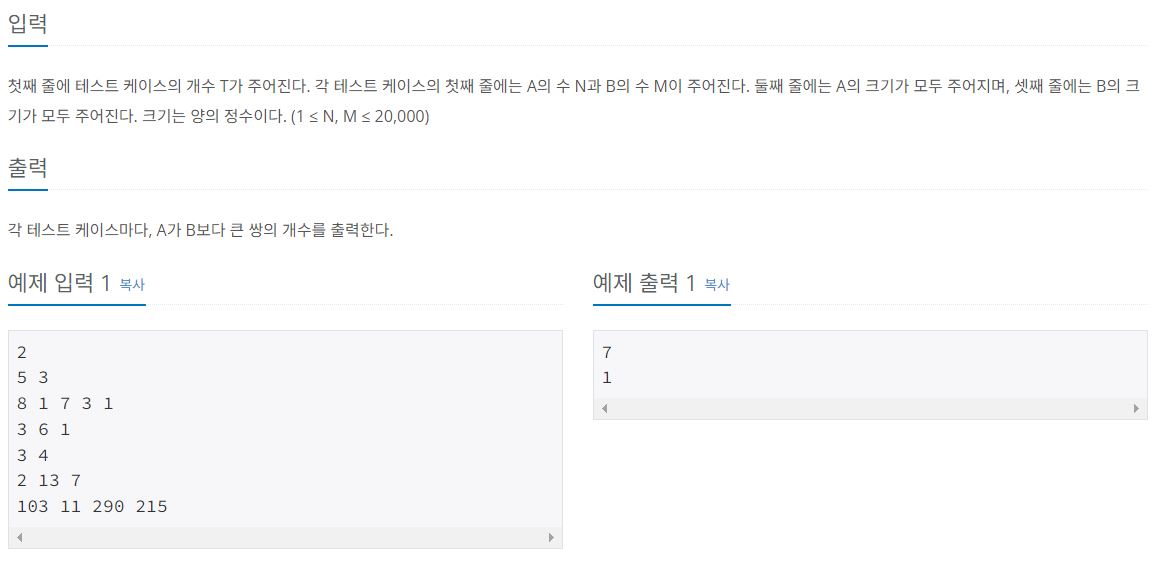 입력
첫째 줄에 테스트 케이스의 개수 T가 주어진다. 각 테스트 케이스의 첫째 줄에는 A의 수 N과 B의 수 M이 주어진다. 둘째 줄에는 A의 크기가 모두 주어지며, 셋째 줄에는 B의 크
기가 모두 주어진다. 크기는 양의 정수이다. (1 ≤ N, M ≤ 20,000)
출력
각 테스트 케이스마다, A가 B보다 큰 쌍의 개수를 출력한다.
예제 입력 1 복사
2
5 3
8 1 7 3 1
3 6 1
3 4
2 13 7
103 11 290 215
예제 출력 1 복사
7
1